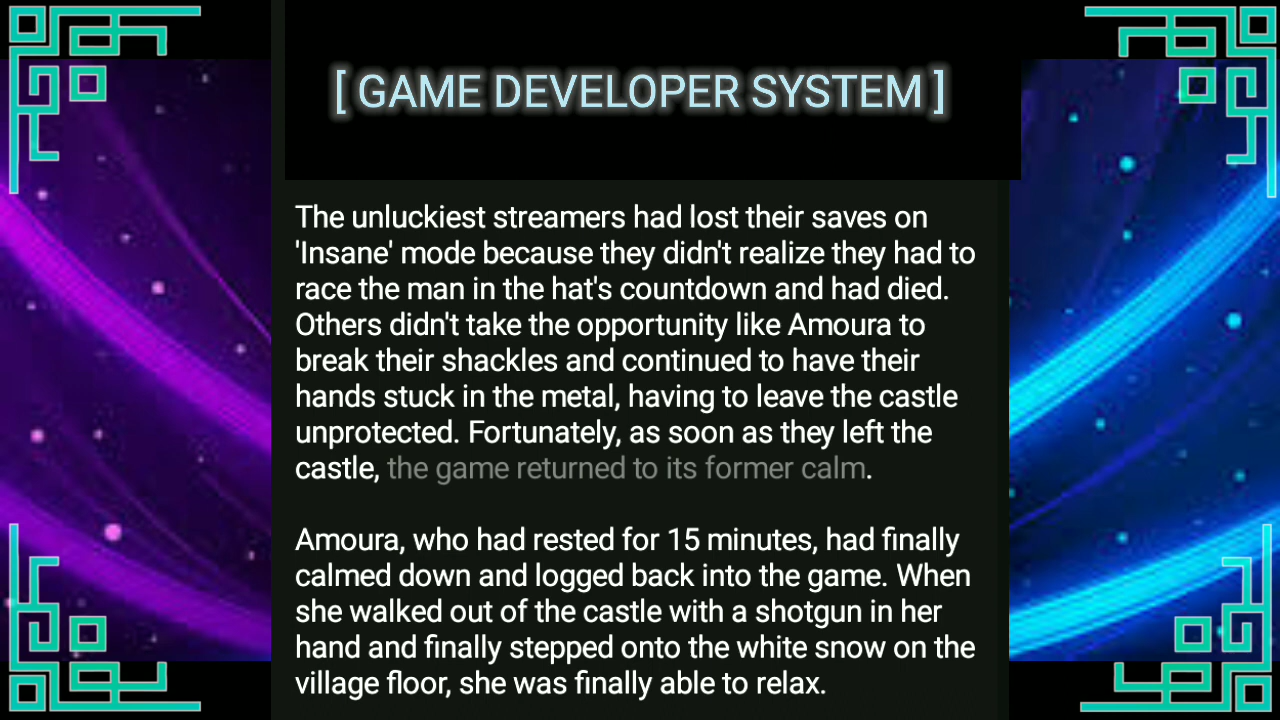 [ GAME DEVELOPER SYSTEM ]
The unluckiest streamers had lost their saves on
'Insane' mode because they didn't realize they had to
race the man in the hat's countdown and had died.
Others didn't take the opportunity like Amoura to
break their shackles and continued to have their
hands stuck in the metal, having to leave the castle
unprotected. Fortunately, as soon as they left the
castle, the game returned to its former calm.
Amoura, who had rested for 15 minutes, had finally
calmed down and logged back into the game. When
she walked out of the castle with a shotgun in her
hand and finally stepped onto the white snow on the
village floor, she was finally able to relax.